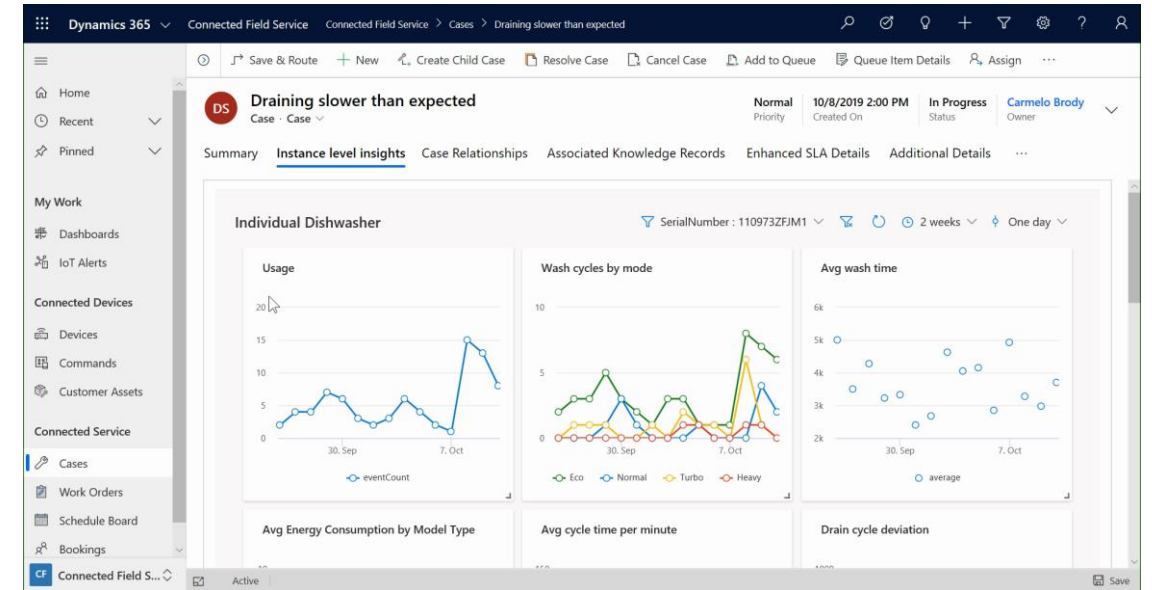 Dynamics 365 Connected Field Service Connected Field Service > Cases > Draining slower than expected
Save & Route New Create Child Case Resolve Case Cancel Case Add to Queue Queue Item Details Assign ...
Home
Recent
Pinned
My Work
Dashboards
IoT Alerts
Connected Devices
Devices
Commands
Customer Assets
Connected Service
Cases
Work Orders
Schedule Board
Bookings
CF Connected Field S...
DS
Draining slower than expected
Case · Case
Normal 10/8/2019 2:00 PM In Progress Carmelo Brody
Priority Created On Status Owner
Summary Instance level insights Case Relationships Associated Knowledge Records Enhanced SLA Details Additional Details ...
Individual Dishwasher
SerialNumber : 110973ZFJM1 2 weeks One day
Usage
20
15
10
5
0
30. Sep 7. Oct
eventCount
Wash cycles by mode
10
5
0
30. Sep 7. Oct
Eco Normal Turbo Heavy
Avg wash time
6k
5k
4k
3k
2k
30. Sep 7. Oct
average
Avg Energy Consumption by Model Type
Avg cycle time per minute
Drain cycle deviation
Active
Save